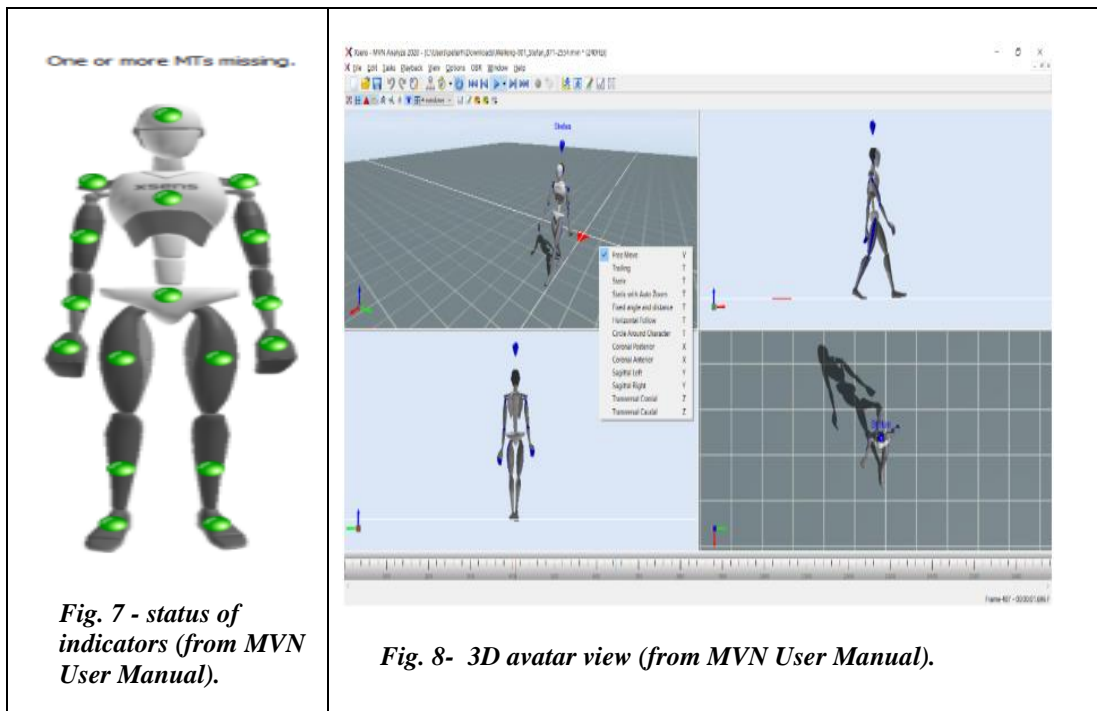 One or more MTs missing.
xsens
Fig. 7 - status of
indicators (from MVN
User Manual).
File Edit Tasks Playback View Options OSR Window Help
Stefan
Free Move V
Trailing T
Static T
Static with Auto Zoom T
Fixed angle and distance T
Horizontal Follow T
Circle Around Character T
Coronal Posterior X
Coronal Anterior X
Sagittal Left Y
Sagittal Right Y
Transversal Cranial Z
Transversal Caudal Z
Fig. 8- 3D avatar view (from MVN User Manual).